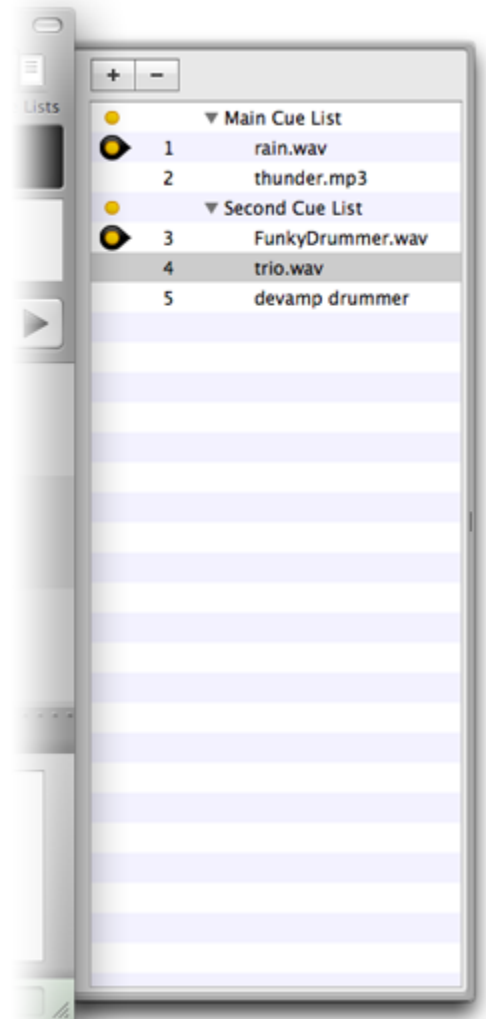 + −
Lists
Main Cue List
1 rain.wav
2 thunder.mp3
Second Cue List
3 FunkyDrummer.wav
4 trio.wav
5 devamp drummer